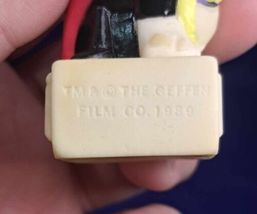 TM & © THE GEFFEN
FILM CO. 1989